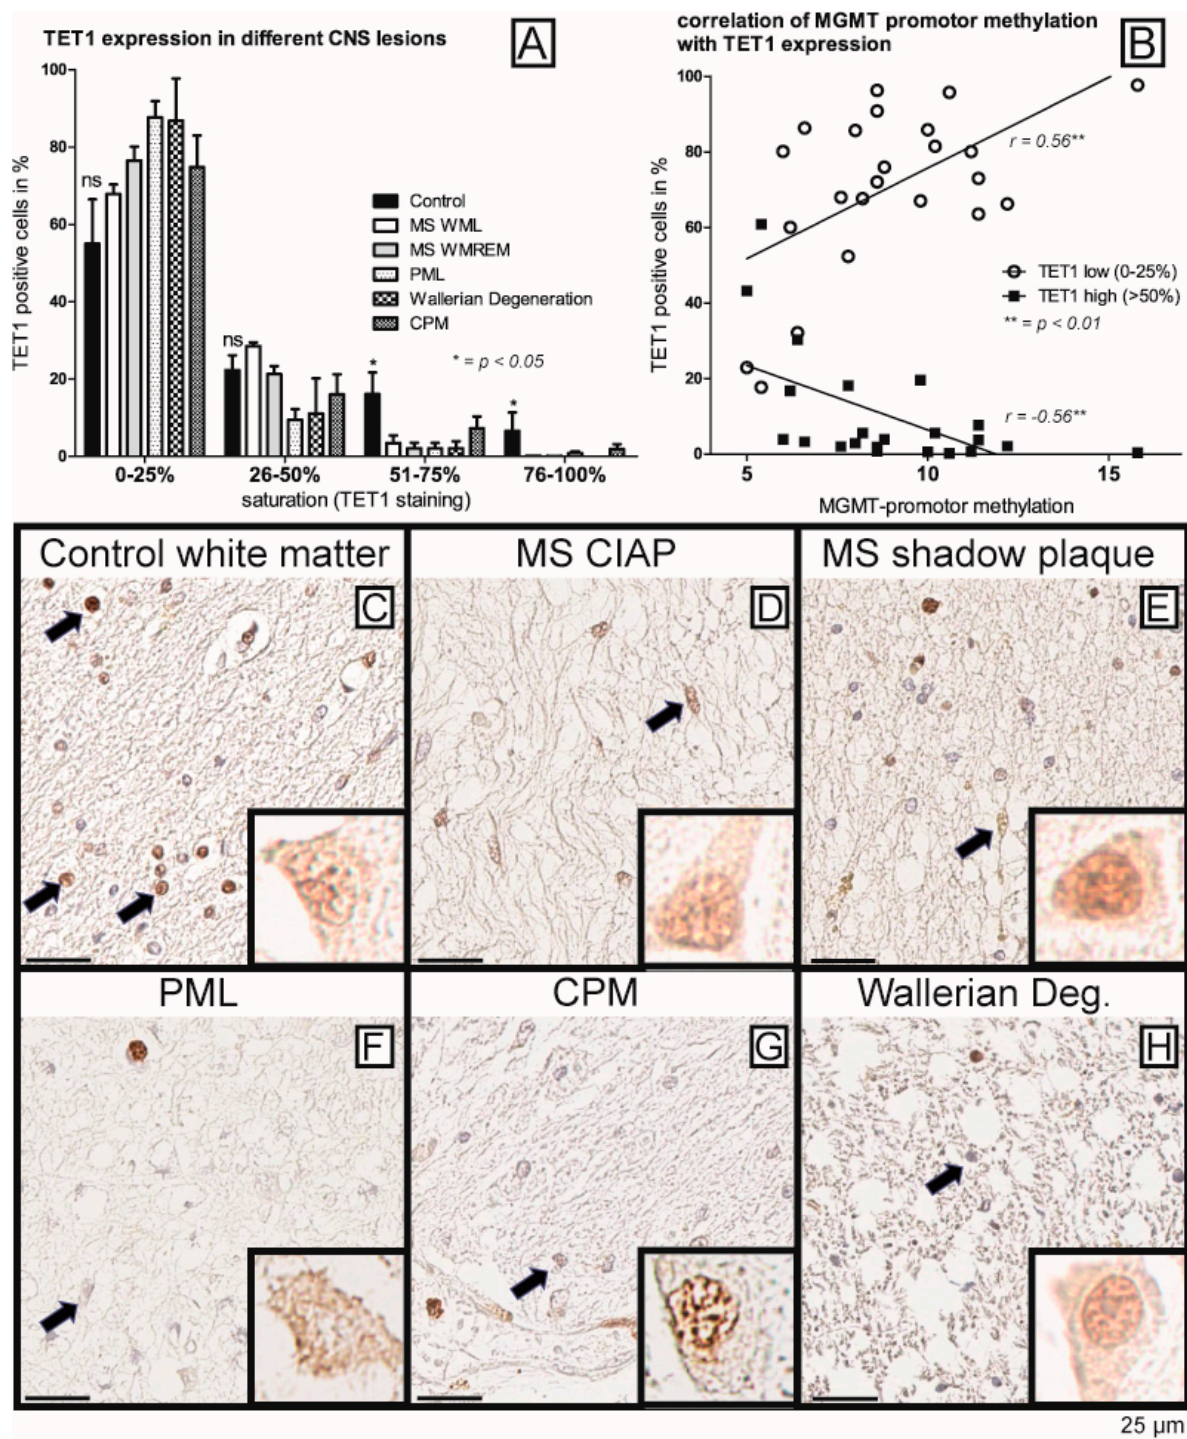 TET1 expression in different CNS lesions
A
TET1 positive cells in %
100
80
60
40
20
0
ns
ns
*
*
Control
MS WML
MS WMREM
PML
Wallerian Degeneration
CPM
* = p < 0.05
0-25%
26-50%
51-75%
76-100%
saturation (TET1 staining)
correlation of MGMT promotor methylation
with TET1 expression
B
TET1 positive cells in %
100
80
60
40
20
0
r = 0.56**
TET1 low (0-25%)
TET1 high (>50%)
** = p < 0.01
r = -0.56**
5
10
15
MGMT-promotor methylation
Control white matter
C
MS CIAP
D
MS shadow plaque
E
PML
F
CPM
G
Wallerian Deg.
H
25 µm